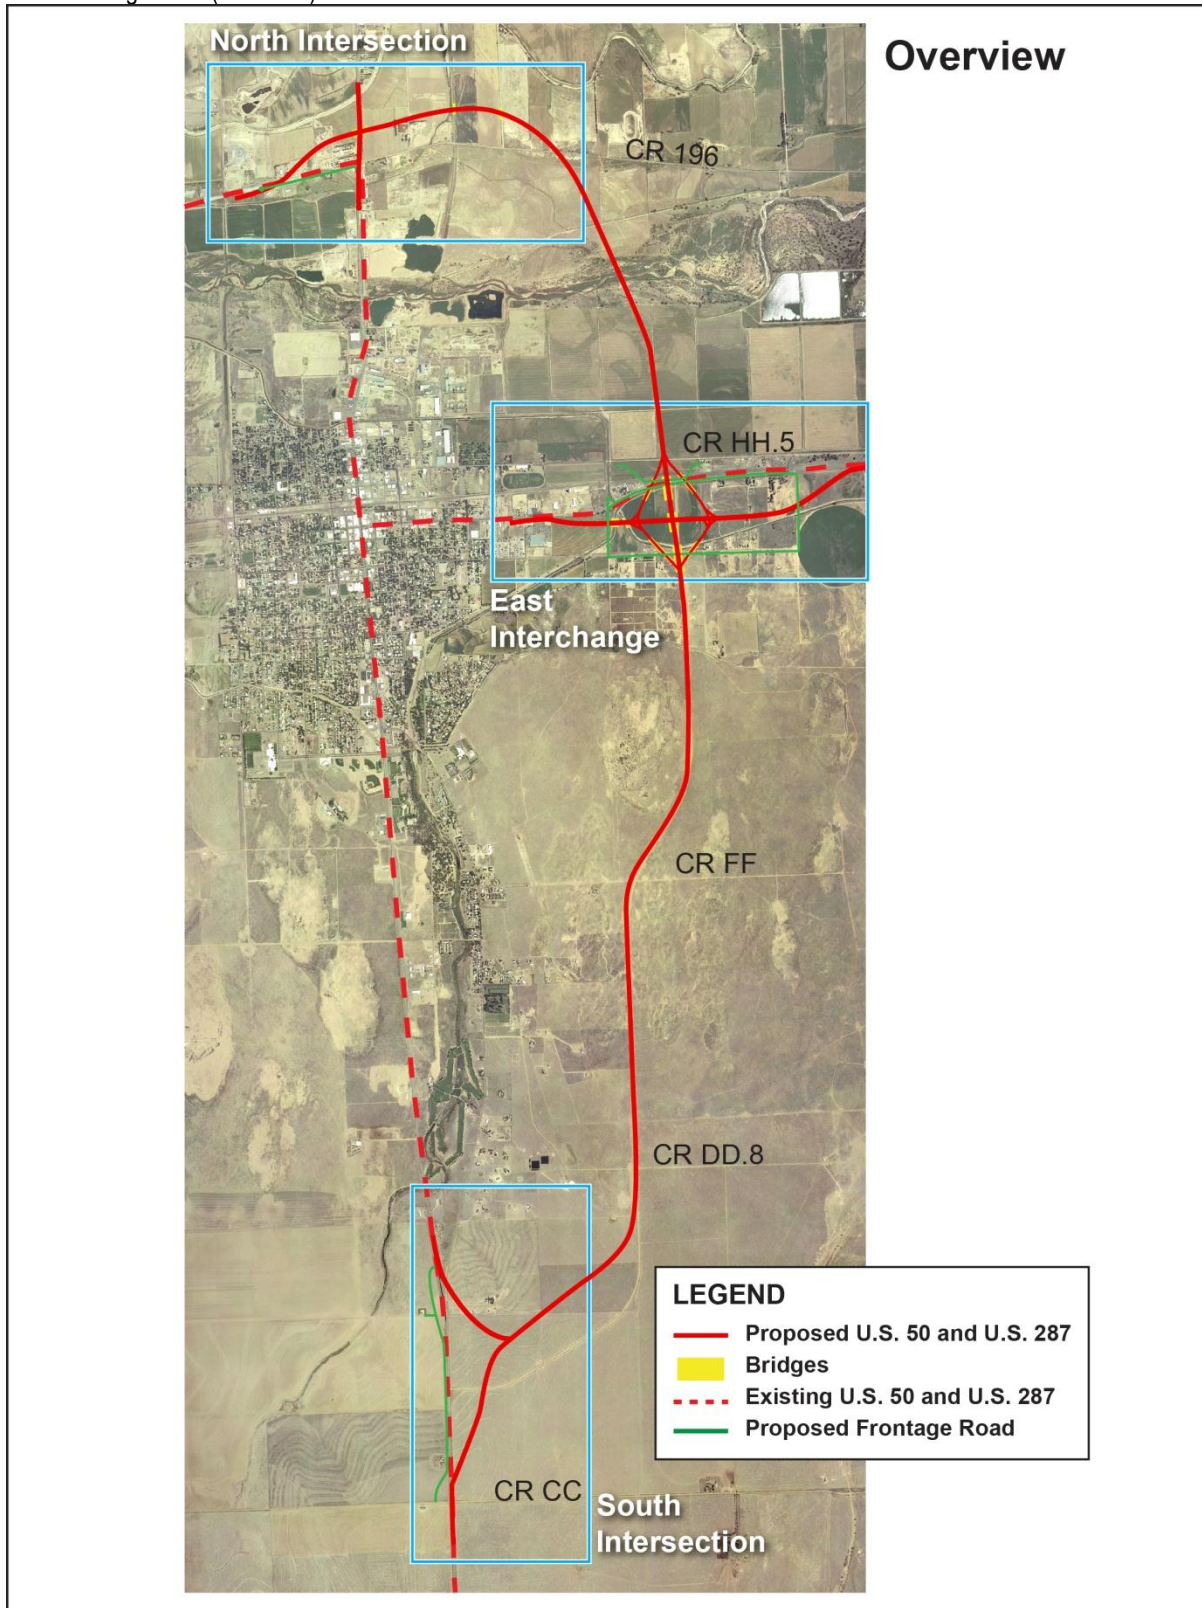 North Intersection
Overview
CR 196
CR HH.5
East
Interchange
CR FF
CR DD.8
LEGEND
Proposed U.S. 50 and U.S. 287
Bridges
Existing U.S. 50 and U.S. 287
Proposed Frontage Road
CR CC
South
Intersection